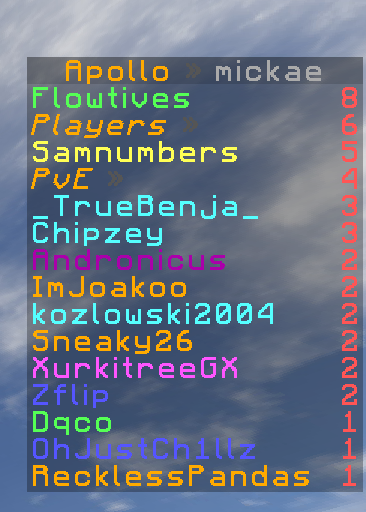 Apollo » mickae
Flowtives 8
Players » 6
Samnumbers 5
PvE » 4
_TrueBenja_ 3
Chipzey 3
Andronicus 2
ImJoakoo 2
kozlowski2004 2
Sneaky26 2
XurkitreeGX 2
Zflip 2
Dqco 1
OhJustCh1llz 1
RecklessPandas 1